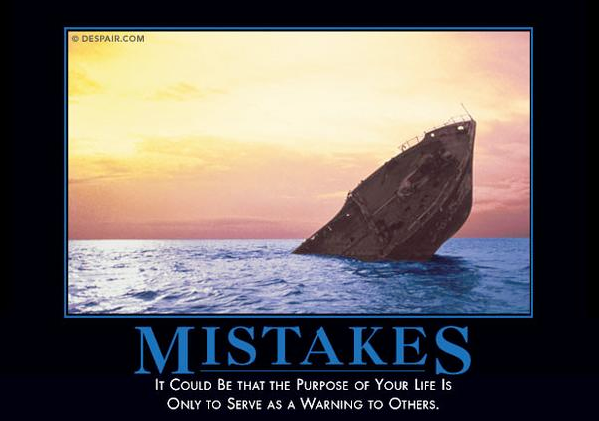 © DESPAIR.COM
MISTAKES
IT COULD BE THAT THE PURPOSE OF YOUR LIFE IS
ONLY TO SERVE AS A WARNING TO OTHERS.